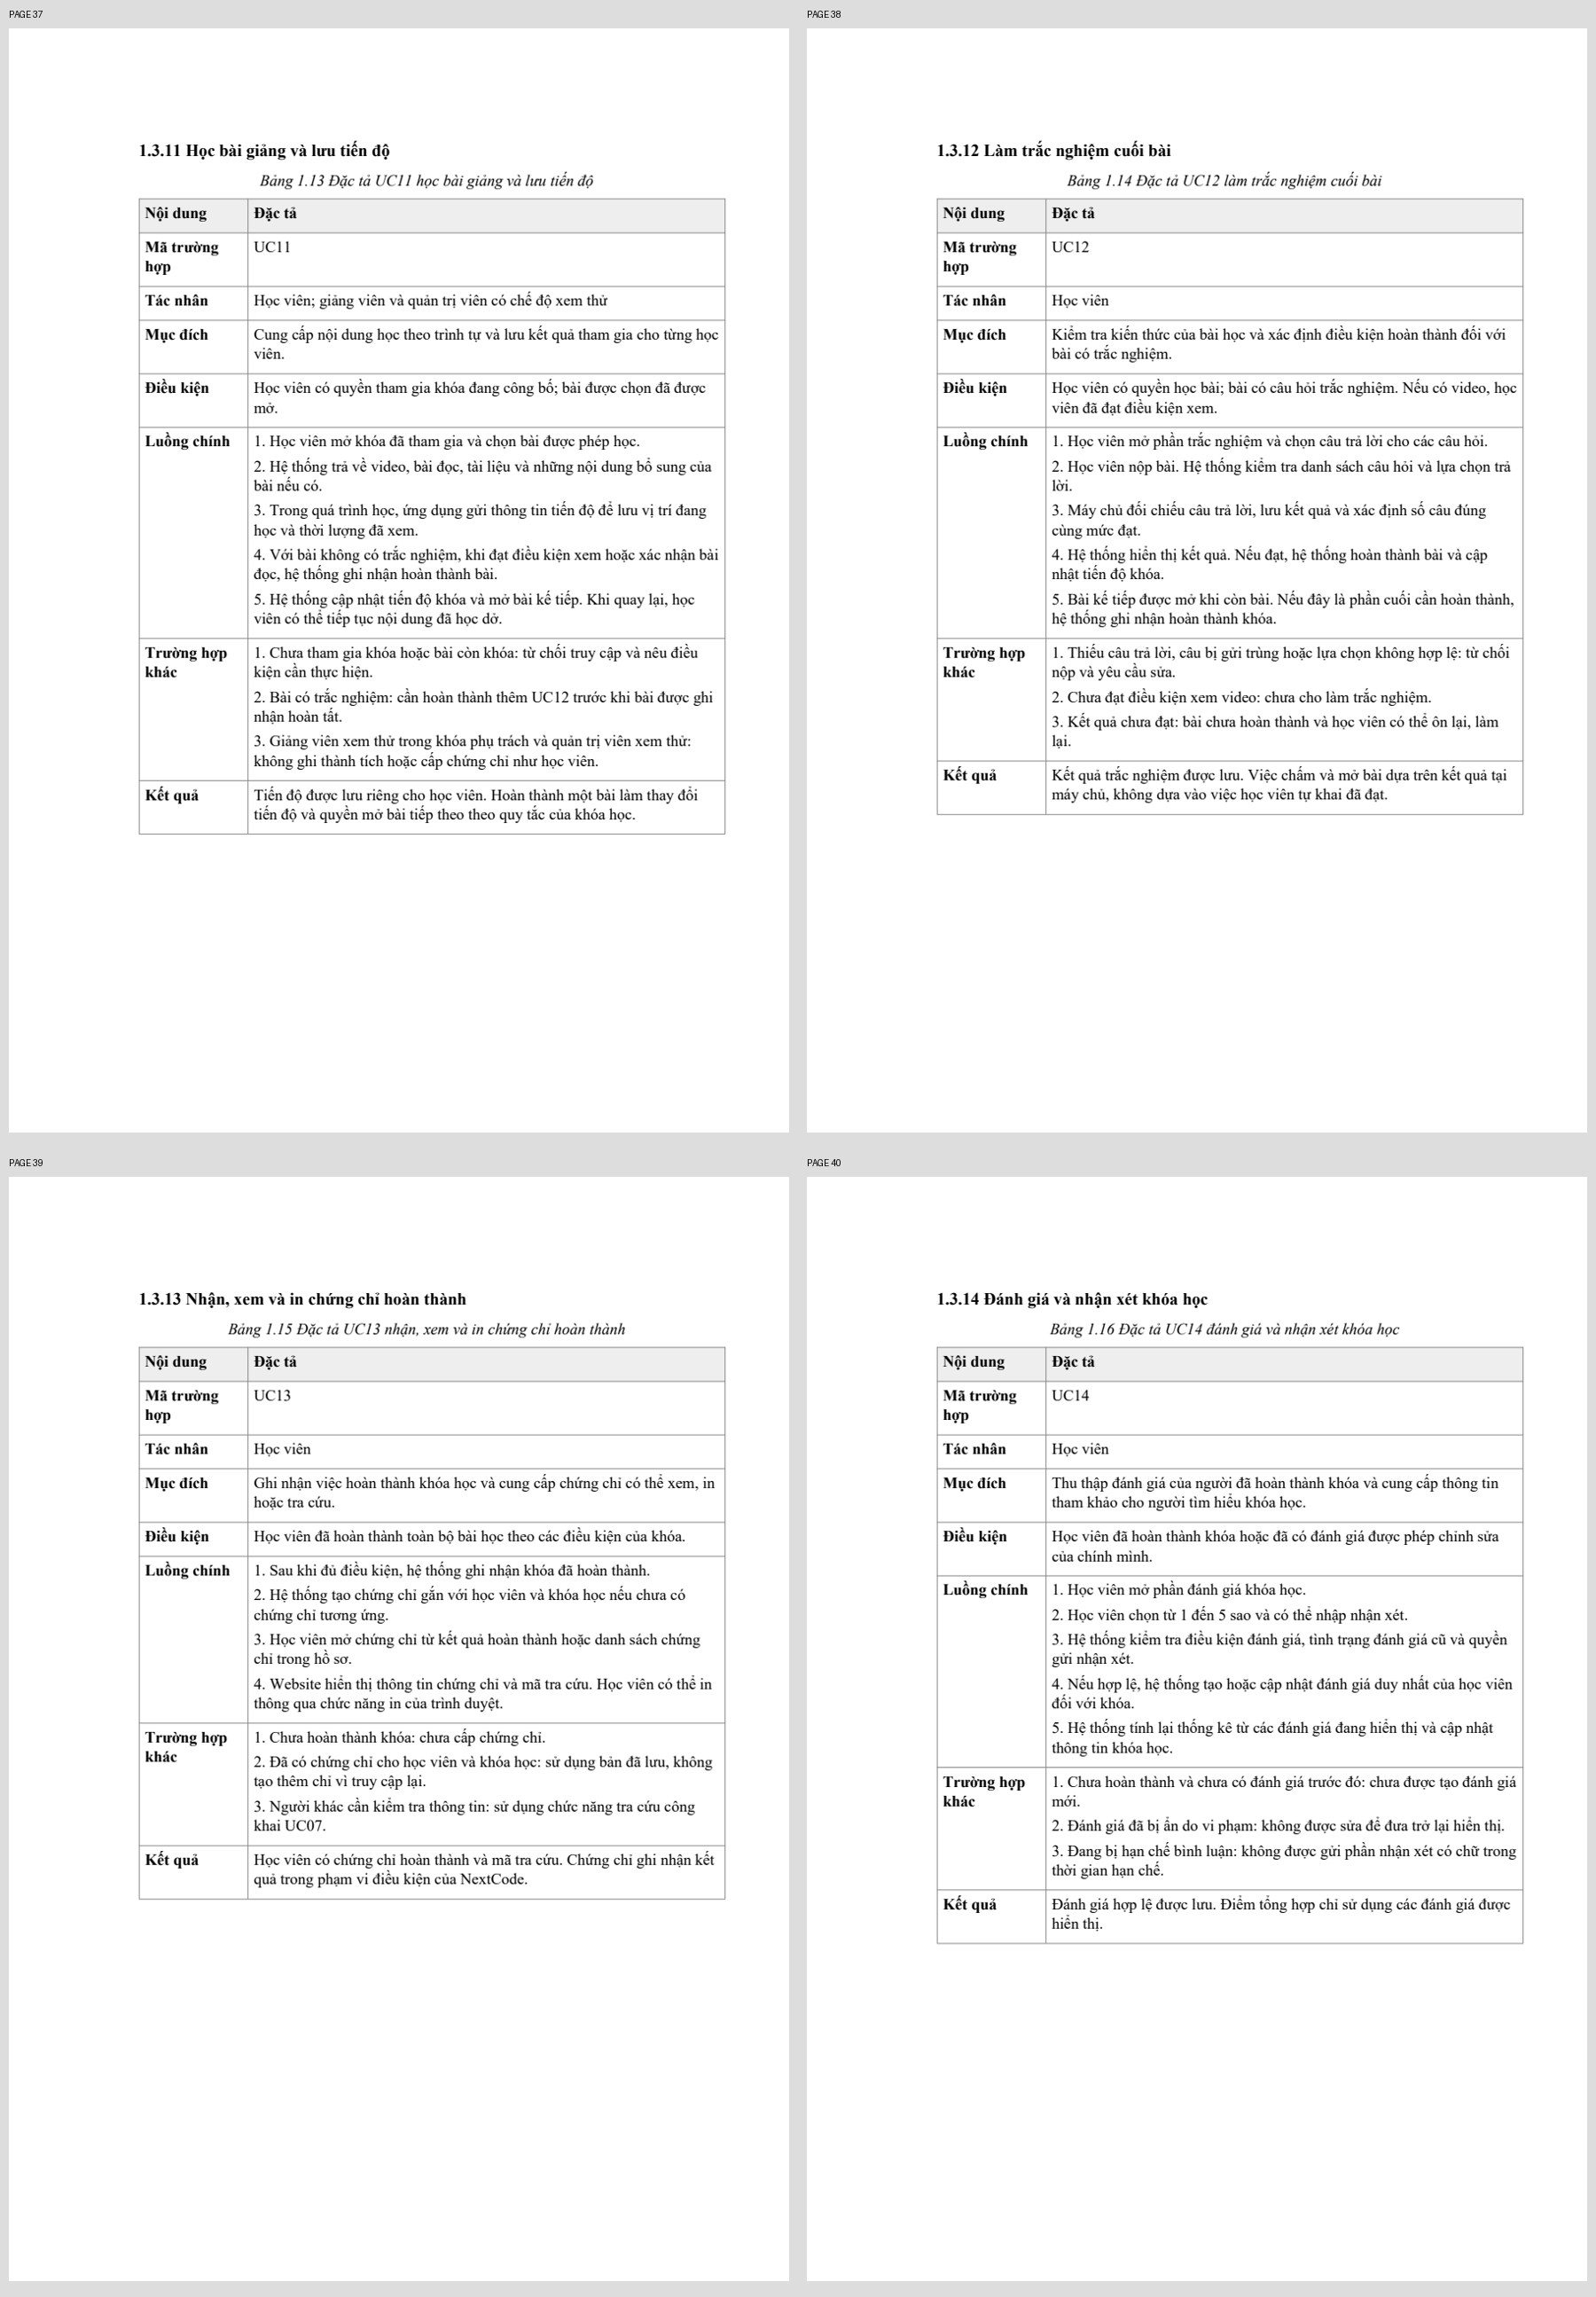 PAGE 37
1.3.11 Học bài giảng và lưu tiến độ
Bảng 1.13 Đặc tả UC11 học bài giảng và lưu tiến độ
Nội dung
Đặc tả
Mã trường
hợp
UC11
Tác nhân
Học viên; giảng viên và quản trị viên có chế độ xem thử
Mục đích
Cung cấp nội dung học theo trình tự và lưu kết quả tham gia cho từng học
viên.
Điều kiện
Học viên có quyền tham gia khóa đang công bố; bài được chọn đã được
mở.
Luồng chính
1. Học viên mở khóa đã tham gia và chọn bài được phép học.
2. Hệ thống trả về video, bài đọc, tài liệu và những nội dung bổ sung của
bài nếu có.
3. Trong quá trình học, ứng dụng gửi thông tin tiến độ để lưu vị trí đang
học và thời lượng đã xem.
4. Với bài không có trắc nghiệm, khi đạt điều kiện xem hoặc xác nhận bài
đọc, hệ thống ghi nhận hoàn thành bài.
5. Hệ thống cập nhật tiến độ khóa và mở bài kế tiếp. Khi quay lại, học
viên có thể tiếp tục nội dung đã học dở.
Trường hợp
khác
1. Chưa tham gia khóa hoặc bài còn khóa: từ chối truy cập và nêu điều
kiện cần thực hiện.
2. Bài có trắc nghiệm: cần hoàn thành thêm UC12 trước khi bài được ghi
nhận hoàn tất.
3. Giảng viên xem thử trong khóa phụ trách và quản trị viên xem thử:
không ghi thành tích hoặc cấp chứng chỉ như học viên.
Kết quả
Tiến độ được lưu riêng cho học viên. Hoàn thành một bài làm thay đổi
tiến độ và quyền mở bài tiếp theo theo quy tắc của khóa học.
PAGE 38
1.3.12 Làm trắc nghiệm cuối bài
Bảng 1.14 Đặc tả UC12 làm trắc nghiệm cuối bài
Nội dung
Đặc tả
Mã trường
hợp
UC12
Tác nhân
Học viên
Mục đích
Kiểm tra kiến thức của bài học và xác định điều kiện hoàn thành đối với
bài có trắc nghiệm.
Điều kiện
Học viên có quyền học bài; bài có câu hỏi trắc nghiệm. Nếu có video, học
viên đã đạt điều kiện xem.
Luồng chính
1. Học viên mở phần trắc nghiệm và chọn câu trả lời cho các câu hỏi.
2. Học viên nộp bài. Hệ thống kiểm tra danh sách câu hỏi và lựa chọn trả
lời.
3. Máy chủ đối chiếu câu trả lời, lưu kết quả và xác định số câu đúng
cùng mức đạt.
4. Hệ thống hiển thị kết quả. Nếu đạt, hệ thống hoàn thành bài và cập
nhật tiến độ khóa.
5. Bài kế tiếp được mở khi còn bài. Nếu đây là phần cuối cần hoàn thành,
hệ thống ghi nhận hoàn thành khóa.
Trường hợp
khác
1. Thiếu câu trả lời, câu bị gửi trùng hoặc lựa chọn không hợp lệ: từ chối
nộp và yêu cầu sửa.
2. Chưa đạt điều kiện xem video: chưa cho làm trắc nghiệm.
3. Kết quả chưa đạt: bài chưa hoàn thành và học viên có thể ôn lại, làm
lại.
Kết quả
Kết quả trắc nghiệm được lưu. Việc chấm và mở bài dựa trên kết quả tại
máy chủ, không dựa vào việc học viên tự khai đã đạt.
PAGE 39
1.3.13 Nhận, xem và in chứng chỉ hoàn thành
Bảng 1.15 Đặc tả UC13 nhận, xem và in chứng chỉ hoàn thành
Nội dung
Đặc tả
Mã trường
hợp
UC13
Tác nhân
Học viên
Mục đích
Ghi nhận việc hoàn thành khóa học và cung cấp chứng chỉ có thể xem, in
hoặc tra cứu.
Điều kiện
Học viên đã hoàn thành toàn bộ bài học theo các điều kiện của khóa.
Luồng chính
1. Sau khi đủ điều kiện, hệ thống ghi nhận khóa đã hoàn thành.
2. Hệ thống tạo chứng chỉ gắn với học viên và khóa học nếu chưa có
chứng chỉ tương ứng.
3. Học viên mở chứng chỉ từ kết quả hoàn thành hoặc danh sách chứng
chỉ trong hồ sơ.
4. Website hiển thị thông tin chứng chỉ và mã tra cứu. Học viên có thể in
thông qua chức năng in của trình duyệt.
Trường hợp
khác
1. Chưa hoàn thành khóa: chưa cấp chứng chỉ.
2. Đã có chứng chỉ cho học viên và khóa học: sử dụng bản đã lưu, không
tạo thêm chỉ vì truy cập lại.
3. Người khác cần kiểm tra thông tin: sử dụng chức năng tra cứu công
khai UC07.
Kết quả
Học viên có chứng chỉ hoàn thành và mã tra cứu. Chứng chỉ ghi nhận kết
quả trong phạm vi điều kiện của NextCode.
PAGE 40
1.3.14 Đánh giá và nhận xét khóa học
Bảng 1.16 Đặc tả UC14 đánh giá và nhận xét khóa học
Nội dung
Đặc tả
Mã trường
hợp
UC14
Tác nhân
Học viên
Mục đích
Thu thập đánh giá của người đã hoàn thành khóa và cung cấp thông tin
tham khảo cho người tìm hiểu khóa học.
Điều kiện
Học viên đã hoàn thành khóa hoặc đã có đánh giá được phép chỉnh sửa
của chính mình.
Luồng chính
1. Học viên mở phần đánh giá khóa học.
2. Học viên chọn từ 1 đến 5 sao và có thể nhập nhận xét.
3. Hệ thống kiểm tra điều kiện đánh giá, tình trạng đánh giá cũ và quyền
gửi nhận xét.
4. Nếu hợp lệ, hệ thống tạo hoặc cập nhật đánh giá duy nhất của học viên
đối với khóa.
5. Hệ thống tính lại thống kê từ các đánh giá đang hiển thị và cập nhật
thông tin khóa học.
Trường hợp
khác
1. Chưa hoàn thành và chưa có đánh giá trước đó: chưa được tạo đánh giá
mới.
2. Đánh giá đã bị ẩn do vi phạm: không được sửa để đưa trở lại hiển thị.
3. Đang bị hạn chế bình luận: không được gửi phần nhận xét có chữ trong
thời gian hạn chế.
Kết quả
Đánh giá hợp lệ được lưu. Điểm tổng hợp chỉ sử dụng các đánh giá được
hiển thị.